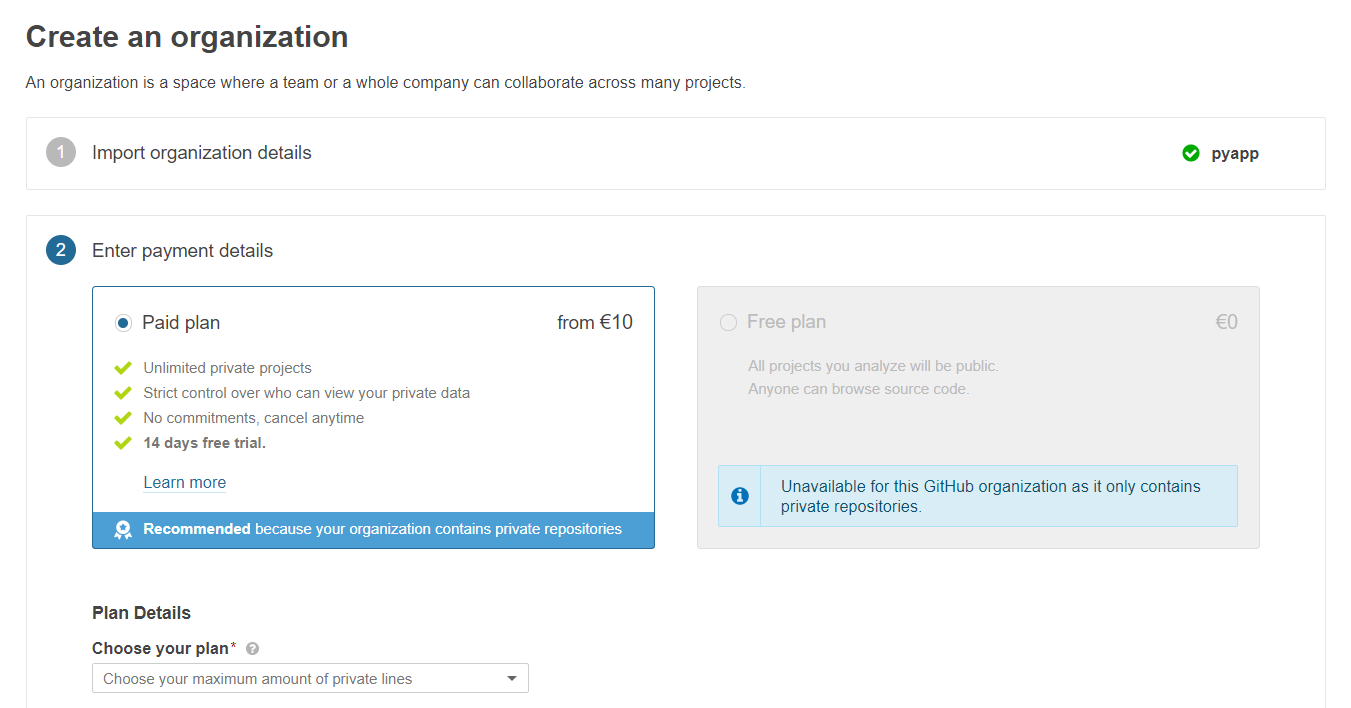 Create an organization
An organization is a space where a team or a whole company can collaborate across many projects.
1 Import organization details pyapp
2 Enter payment details
Paid plan from €10
Unlimited private projects
Strict control over who can view your private data
No commitments, cancel anytime
14 days free trial.
Learn more
Recommended because your organization contains private repositories
Free plan €0
All projects you analyze will be public.
Anyone can browse source code.
Unavailable for this GitHub organization as it only contains
private repositories.
Plan Details
Choose your plan* ?
Choose your maximum amount of private lines